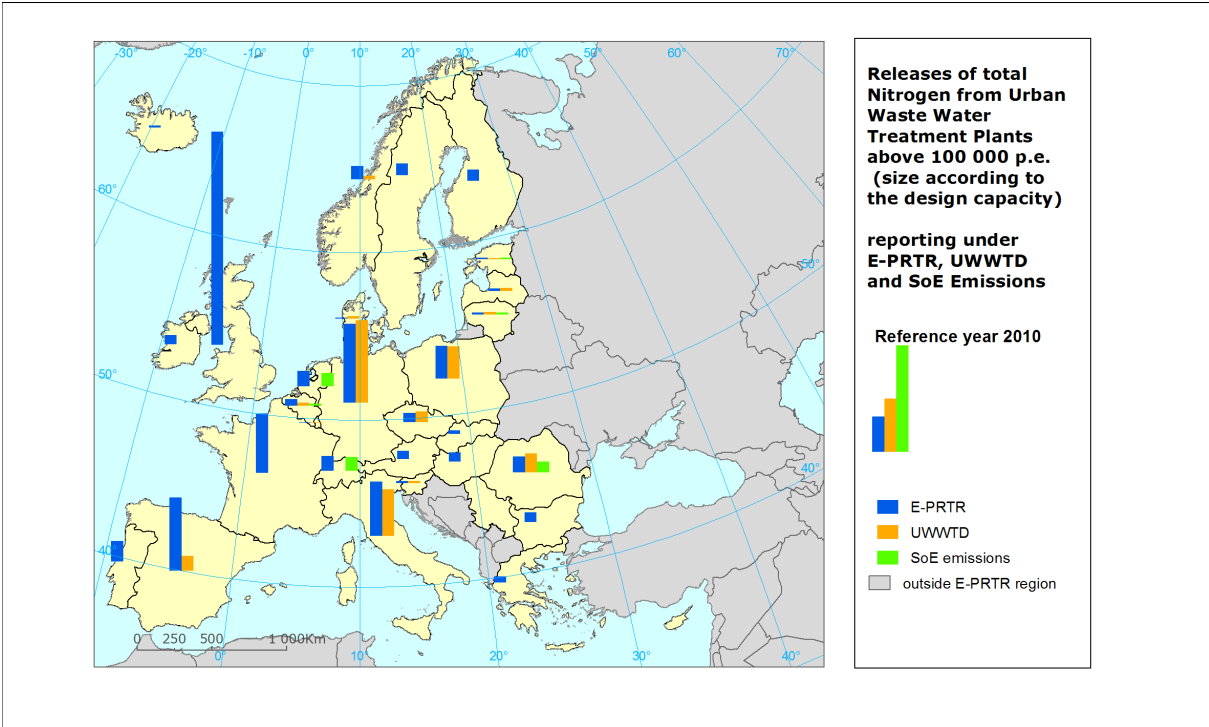 -30° -20° -10° 0° 10° 20° 30° 40° 50° 60° 70°
60°
50°
50°
40°
40°
0 250 500 1 000Km
0° 10° 20° 30° 40°
Releases of total
Nitrogen from Urban
Waste Water
Treatment Plants
above 100 000 p.e.
(size according to
the design capacity)
reporting under
E-PRTR, UWWTD
and SoE Emissions
Reference year 2010
E-PRTR
UWWTD
SoE emissions
outside E-PRTR region